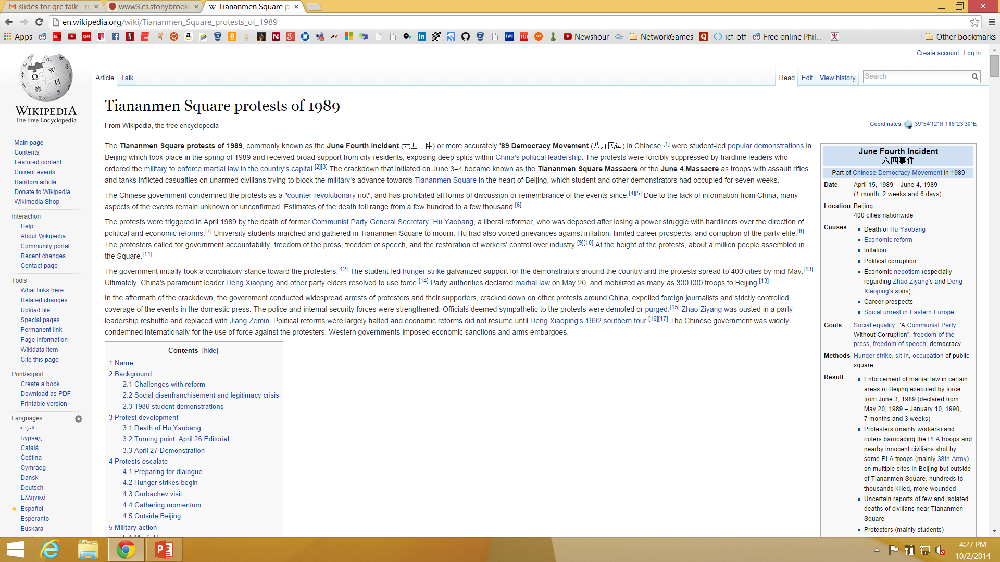 slides for qrc talk - ri
www3.cs.stonybrook.
Tiananmen Square p
en.wikipedia.org/wiki/Tiananmen_Square_protests_of_1989
Apps
Newshour
NetworkGames
icf-otf
Free online Phil...
Other bookmarks
Create account Log in
Article Talk
Read Edit View history
Search
WIKIPEDIA
The Free Encyclopedia
Main page
Contents
Featured content
Current events
Random article
Donate to Wikipedia
Wikimedia Shop
Interaction
Help
About Wikipedia
Community portal
Recent changes
Contact page
Tools
What links here
Related changes
Upload file
Special pages
Permanent link
Page information
Wikidata item
Cite this page
Print/export
Create a book
Download as PDF
Printable version
Languages
العربية
Буряад
Català
Čeština
Cymraeg
Dansk
Deutsch
Ελληνικά
Español
Esperanto
Euskara
Tiananmen Square protests of 1989
From Wikipedia, the free encyclopedia
Coordinates: 39°54′12″N 116°23′30″E
The Tiananmen Square protests of 1989, commonly known as the June Fourth Incident (六四事件) or more accurately '89 Democracy Movement (八九民运) in Chinese,[1] were student-led popular demonstrations in
Beijing which took place in the spring of 1989 and received broad support from city residents, exposing deep splits within China's political leadership. The protests were forcibly suppressed by hardline leaders who
ordered the military to enforce martial law in the country's capital.[2][3] The crackdown that initiated on June 3–4 became known as the Tiananmen Square Massacre or the June 4 Massacre as troops with assault rifles
and tanks inflicted casualties on unarmed civilians trying to block the military's advance towards Tiananmen Square in the heart of Beijing, which student and other demonstrators had occupied for seven weeks.
The Chinese government condemned the protests as a "counter-revolutionary riot", and has prohibited all forms of discussion or remembrance of the events since.[4][5] Due to the lack of information from China, many
aspects of the events remain unknown or unconfirmed. Estimates of the death toll range from a few hundred to a few thousand.[6]
The protests were triggered in April 1989 by the death of former Communist Party General Secretary, Hu Yaobang, a liberal reformer, who was deposed after losing a power struggle with hardliners over the direction of
political and economic reforms.[7] University students marched and gathered in Tiananmen Square to mourn. Hu had also voiced grievances against inflation, limited career prospects, and corruption of the party elite.[8]
The protesters called for government accountability, freedom of the press, freedom of speech, and the restoration of workers' control over industry.[9][10] At the height of the protests, about a million people assembled in
the Square.[11]
The government initially took a conciliatory stance toward the protesters.[12] The student-led hunger strike galvanized support for the demonstrators around the country and the protests spread to 400 cities by mid-May.[13]
Ultimately, China's paramount leader Deng Xiaoping and other party elders resolved to use force.[14] Party authorities declared martial law on May 20, and mobilized as many as 300,000 troops to Beijing.[13]
In the aftermath of the crackdown, the government conducted widespread arrests of protesters and their supporters, cracked down on other protests around China, expelled foreign journalists and strictly controlled
coverage of the events in the domestic press. The police and internal security forces were strengthened. Officials deemed sympathetic to the protests were demoted or purged.[15] Zhao Ziyang was ousted in a party
leadership reshuffle and replaced with Jiang Zemin. Political reforms were largely halted and economic reforms did not resume until Deng Xiaoping's 1992 southern tour.[16][17] The Chinese government was widely
condemned internationally for the use of force against the protesters. Western governments imposed economic sanctions and arms embargoes.
Contents [hide]
1 Name
2 Background
2.1 Challenges with reform
2.2 Social disenfranchisement and legitimacy crisis
2.3 1986 student demonstrations
3 Protest development
3.1 Death of Hu Yaobang
3.2 Turning point: April 26 Editorial
3.3 April 27 Demonstration
4 Protests escalate
4.1 Preparing for dialogue
4.2 Hunger strikes begin
4.3 Gorbachev visit
4.4 Gathering momentum
4.5 Outside Beijing
5 Military action
5.1 Martial law
June Fourth Incident
六四事件
Part of Chinese Democracy Movement in 1989
Date April 15, 1989 – June 4, 1989
(1 month, 2 weeks and 6 days)
Location Beijing
400 cities nationwide
Causes
Death of Hu Yaobang
Economic reform
Inflation
Political corruption
Economic nepotism (especially
regarding Zhao Ziyang's and Deng
Xiaoping's sons)
Career prospects
Social unrest in Eastern Europe
Goals Social equality, "A Communist Party
Without Corruption", freedom of the
press, freedom of speech, democracy
Methods Hunger strike, sit-in, occupation of public
square
Result
Enforcement of martial law in certain
areas of Beijing executed by force
from June 3, 1989 (declared from
May 20, 1989 – January 10, 1990,
7 months and 3 weeks)
Protesters (mainly workers) and
rioters barricading the PLA troops and
nearby innocent civilians shot by
some PLA troops (mainly 38th Army)
on multiple sites in Beijing but outside
of Tiananmen Square, hundreds to
thousands killed, more wounded
Uncertain reports of few and isolated
deaths of civilians near Tiananmen
Square
Protesters (mainly students)
4:27 PM
10/2/2014